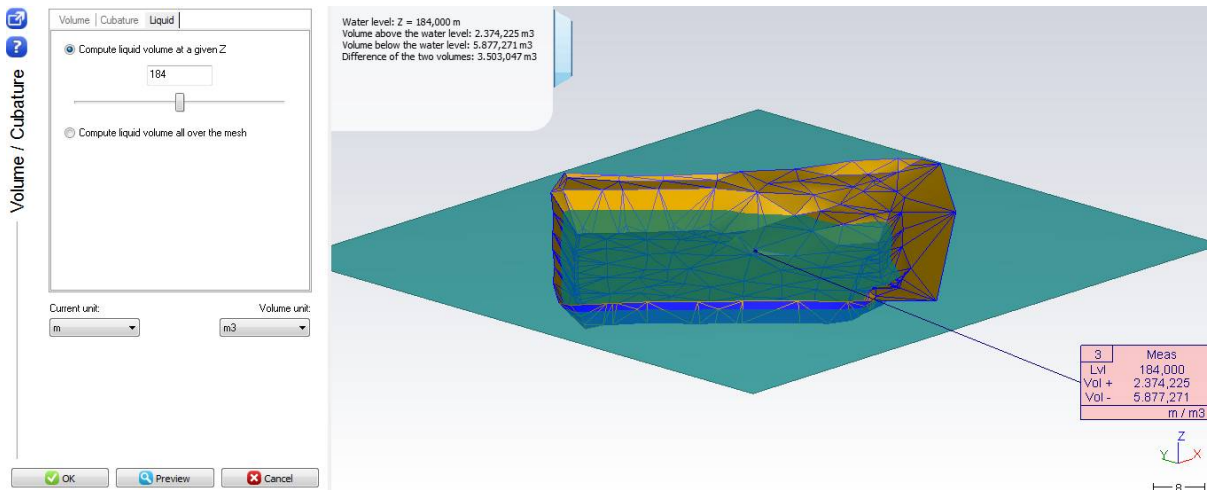 Volume / Cubature
Volume | Cubature Liquid
Compute liquid volume at a given Z
184
Compute liquid volume all over the mesh
Current unit:
Volume unit:
m
m3
OK
Preview
Cancel
Water level: Z = 184,000 m
Volume above the water level: 2.374,225 m3
Volume below the water level: 5.877,271 m3
Difference of the two volumes: 3.503,047 m3
3 Meas
Lvl 184,000
Vol + 2.374,225
Vol - 5.877,271
m / m3
Z
Y X
8